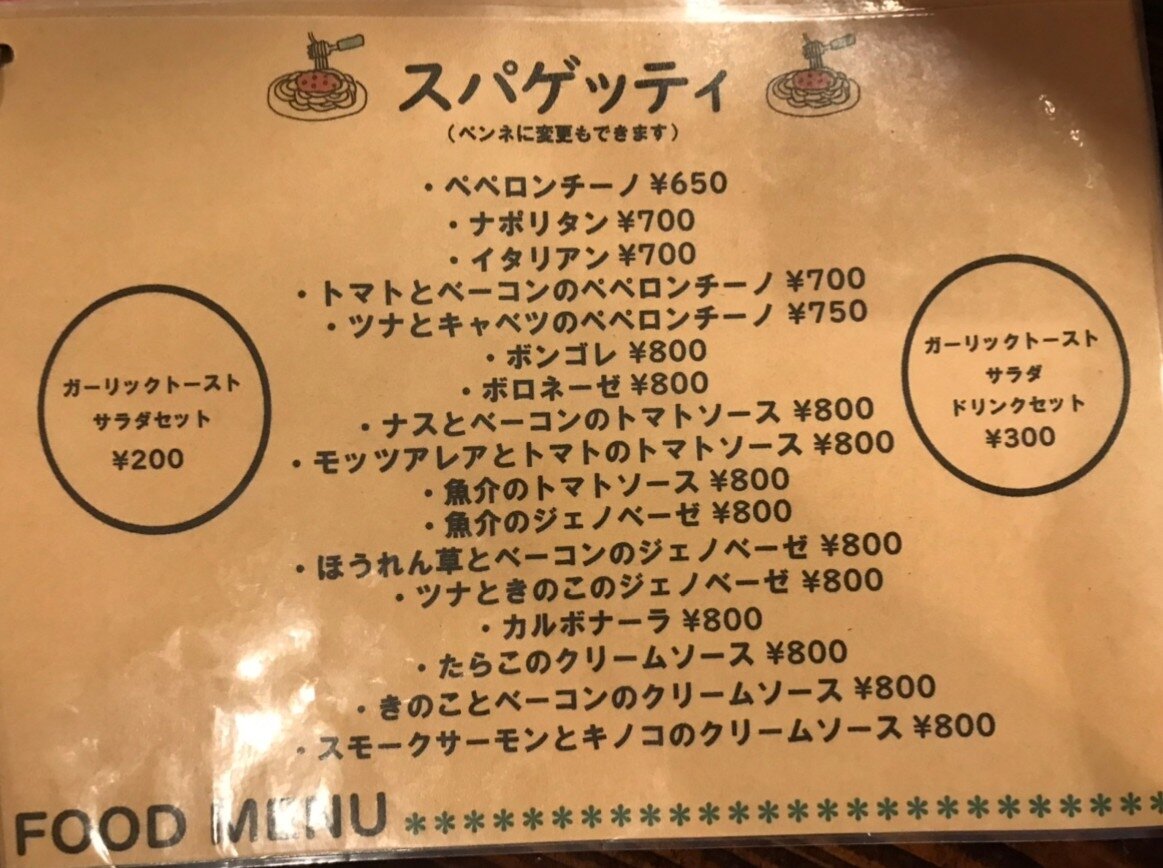 スパゲッティ
(ペンネに変更もできます)
・ペペロンチーノ ¥650
・ナポリタン ¥700
・イタリアン ¥700
・トマトとベーコンのペペロンチーノ ¥700
・ツナとキャベツのペペロンチーノ ¥750
・ボンゴレ ¥800
・ボロネーゼ ¥800
・ナスとベーコンのトマトソース ¥800
・モッツアレアとトマトのトマトソース ¥800
・魚介のトマトソース ¥800
・魚介のジェノベーゼ ¥800
・ほうれん草とベーコンのジェノベーゼ ¥800
・ツナときのこのジェノベーゼ ¥800
・カルボナーラ ¥800
・たらこのクリームソース ¥800
・きのことベーコンのクリームソース ¥800
・スモークサーモンとキノコのクリームソース ¥800
ガーリックトースト
サラダセット
¥200
ガーリックトースト
サラダ
ドリンクセット
¥300
FOOD MENU